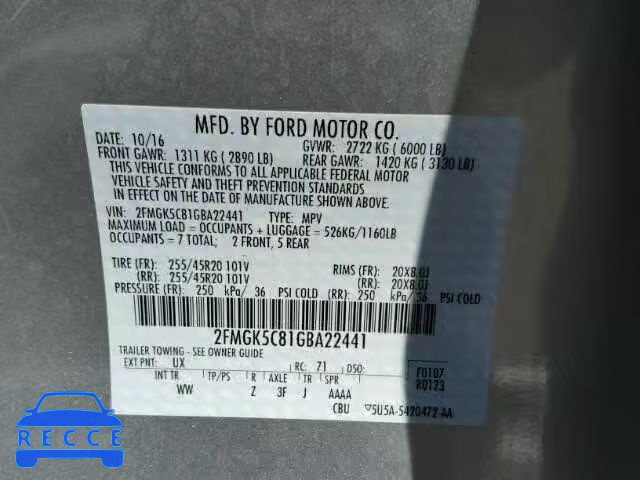 MFD. BY FORD MOTOR CO.
DATE: 10/16 GVWR: 2722 KG ( 6000 LB)
FRONT GAWR: 1311 KG ( 2890 LB) REAR GAWR: 1420 KG ( 3130 LB)
THIS VEHICLE CONFORMS TO ALL APPLICABLE FEDERAL MOTOR
VEHICLE SAFETY AND THEFT PREVENTION STANDARDS
IN EFFECT ON THE DATE OF MANUFACTURE SHOWN ABOVE.
VIN: 2FMGK5C81GBA22441 TYPE: MPV
MAXIMUM LOAD = OCCUPANTS + LUGGAGE = 526KG/1160LB
OCCUPANTS = 7 TOTAL; 2 FRONT, 5 REAR
TIRE (FR): 255/45R20 101V RIMS (FR): 20X8.0J
(RR): 255/45R20 101V (RR): 20X8.0J
PRESSURE (FR): 250 kPa/ 36 PSI COLD (RR): 250 kPa/ 36 PSI COLD
2FMGK5C81GBA22441
TRAILER TOWING - SEE OWNER GUIDE
EXT PNT: UX RC: 71 DSO: F0107
INT TR TP/PS R AXLE TR SPR R0123
WW Z 3F J AAAA
CBU 5U5A-5420472-AA
RECCE